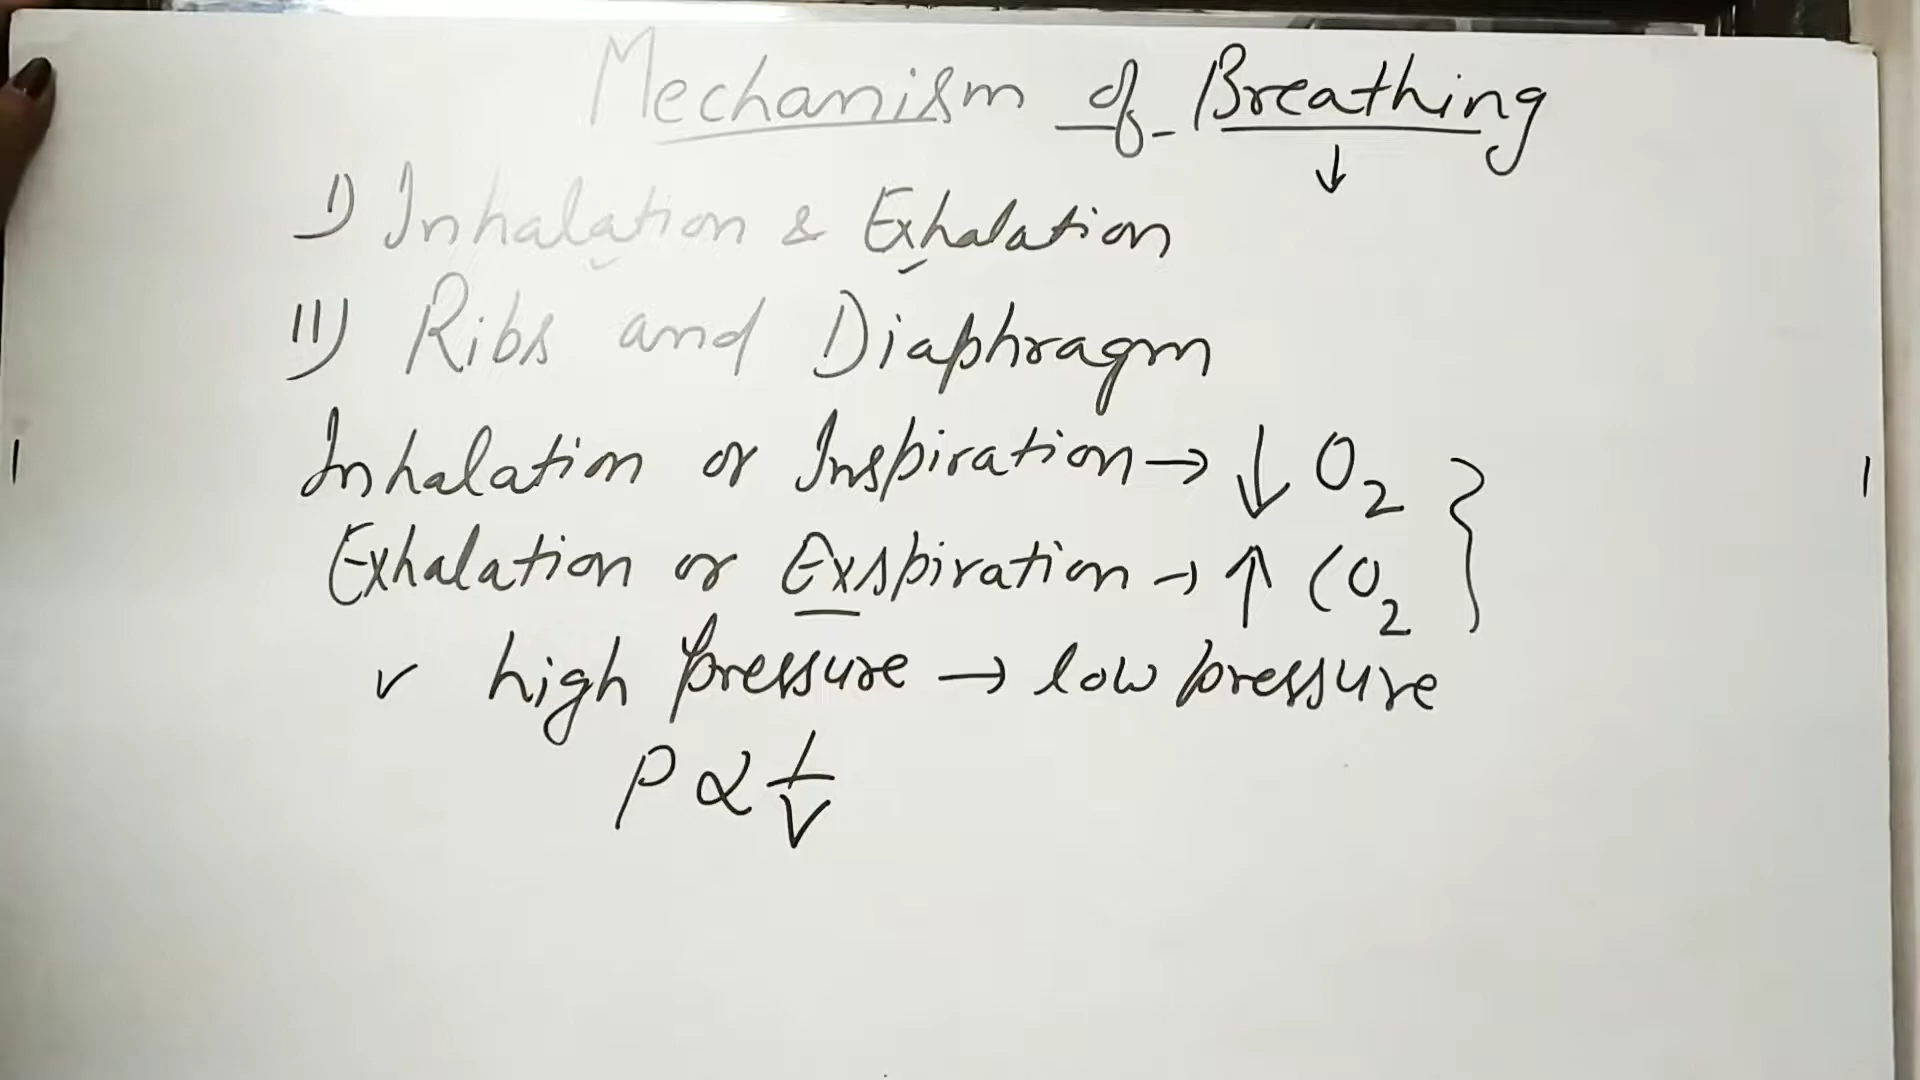 Mechanism of Breathing
↓
I) Inhalation & Exhalation
II) Ribs and Diaphragm
Inhalation or Inspiration → ↓ O₂
Exhalation or Exspiration → ↑ CO₂
✓ high pressure → low pressure
P ∝ 1/V